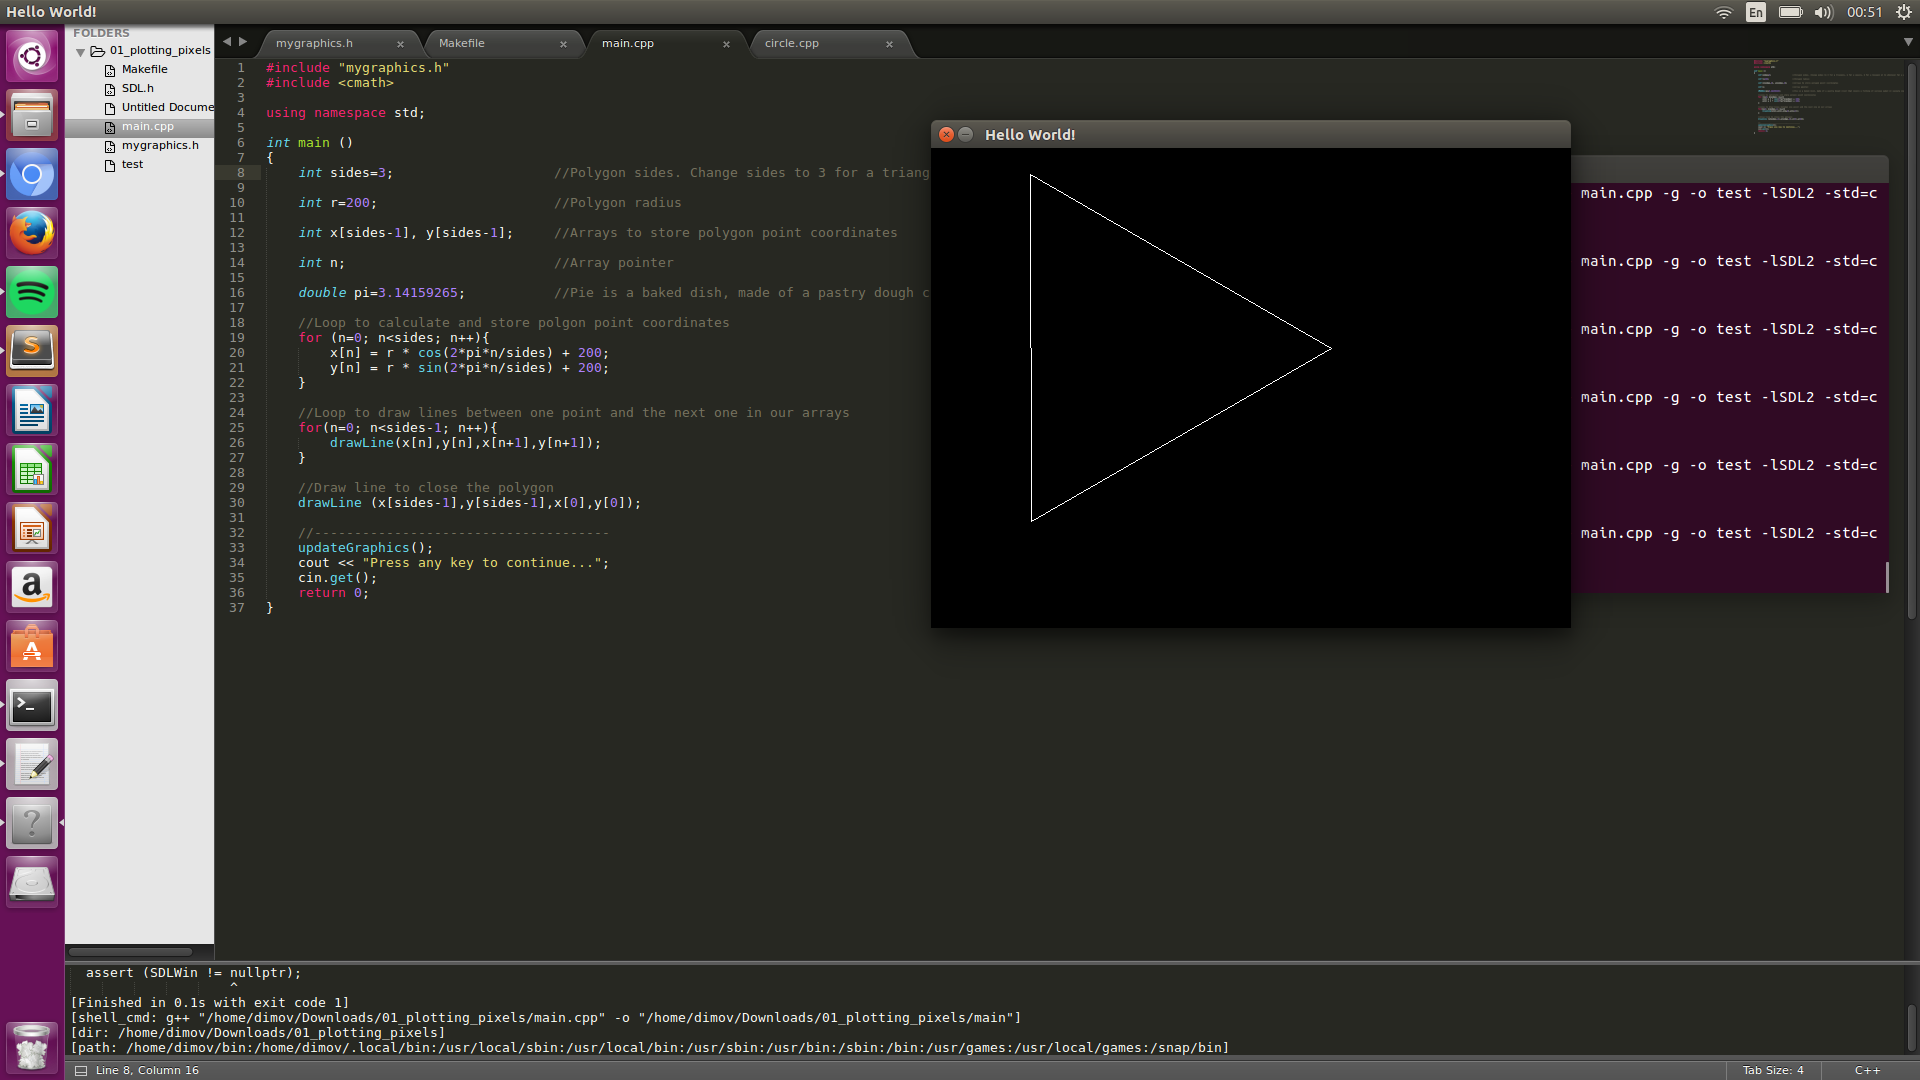 Hello World!
En
00:51
FOLDERS
01_plotting_pixels
Makefile
SDL.h
Untitled Docume
main.cpp
mygraphics.h
test
mygraphics.h × Makefile × main.cpp × circle.cpp ×
1 #include "mygraphics.h"
2 #include <cmath>
3
4 using namespace std;
5
6 int main ()
7 {
8 int sides=3; //Polygon sides. Change sides to 3 for a triang
9
10 int r=200; //Polygon radius
11
12 int x[sides-1], y[sides-1]; //Arrays to store polygon point coordinates
13
14 int n; //Array pointer
15
16 double pi=3.14159265; //Pie is a baked dish, made of a pastry dough c
17
18 //Loop to calculate and store polgon point coordinates
19 for (n=0; n<sides; n++){
20 x[n] = r * cos(2*pi*n/sides) + 200;
21 y[n] = r * sin(2*pi*n/sides) + 200;
22 }
23
24 //Loop to draw lines between one point and the next one in our arrays
25 for(n=0; n<sides-1; n++){
26 drawLine(x[n],y[n],x[n+1],y[n+1]);
27 }
28
29 //Draw line to close the polygon
30 drawLine (x[sides-1],y[sides-1],x[0],y[0]);
31
32 //-------------------------------------
33 updateGraphics();
34 cout << "Press any key to continue...";
35 cin.get();
36 return 0;
37 }
Hello World!
main.cpp -g -o test -lSDL2 -std=c
main.cpp -g -o test -lSDL2 -std=c
main.cpp -g -o test -lSDL2 -std=c
main.cpp -g -o test -lSDL2 -std=c
main.cpp -g -o test -lSDL2 -std=c
main.cpp -g -o test -lSDL2 -std=c
assert (SDLWin != nullptr);
^
[Finished in 0.1s with exit code 1]
[shell_cmd: g++ "/home/dimov/Downloads/01_plotting_pixels/main.cpp" -o "/home/dimov/Downloads/01_plotting_pixels/main"]
[dir: /home/dimov/Downloads/01_plotting_pixels]
[path: /home/dimov/bin:/home/dimov/.local/bin:/usr/local/sbin:/usr/local/bin:/usr/sbin:/usr/bin:/sbin:/bin:/usr/games:/usr/local/games:/snap/bin]
Line 8, Column 16
Tab Size: 4
C++